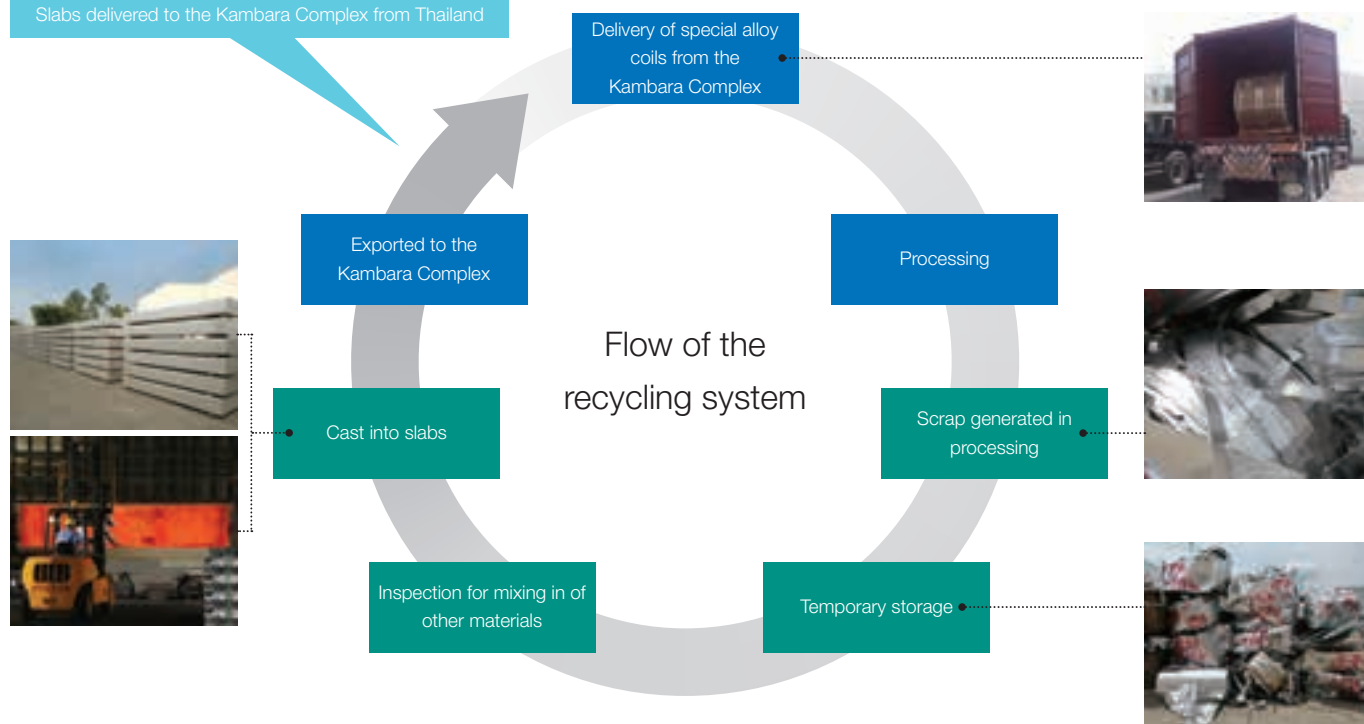 Slabs delivered to the Kambara Complex from Thailand
Delivery of special alloy
coils from the
Kambara Complex
Exported to the
Kambara Complex
Processing
Flow of the
recycling system
Cast into slabs
Scrap generated in
processing
Inspection for mixing in of
other materials
Temporary storage